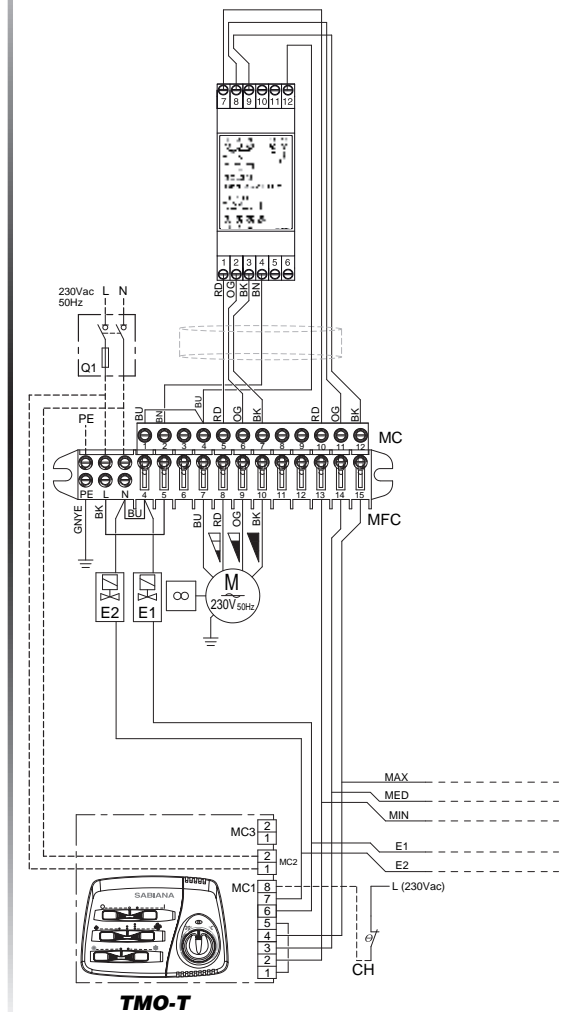 7 8 9 10 11 12
1 2 3 4 5 6
RD OG BK BN
230Vac L N
50Hz
Q1
PE
BU BN BU RD OG BK RD OG BK
1 2 3 4 5 6 7 8 9 10 11 12
MC
PE L N 4 5 6 7 8 9 10 11 12 13 14 15
MFC
GNYE BK BU BU RD OG BK
E2 E1
M
230V 50Hz
MAX
MED
MIN
E1
E2
MC3 2
1
2 MC2
1
MC1 8
7
6
5
4
3
2
1
L (230Vac)
CH
SABIANA
TMO-T